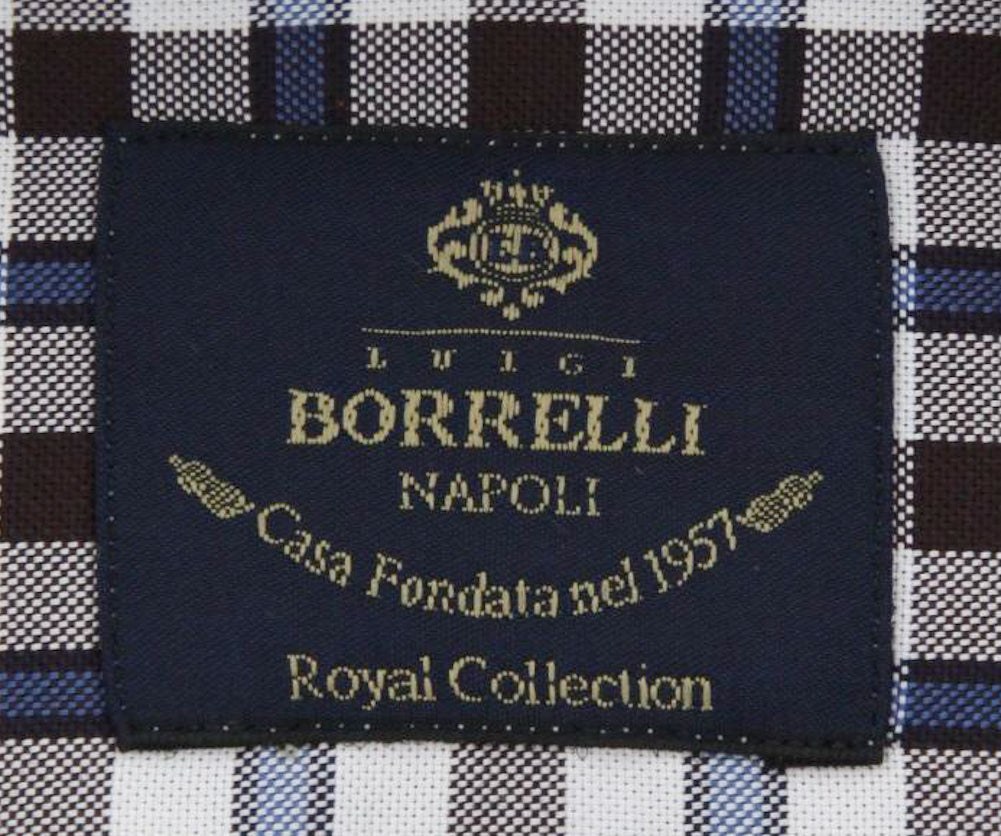 LUIGI
BORRELLI
NAPOLI
Casa Fondata nel 1957
Royal Collection